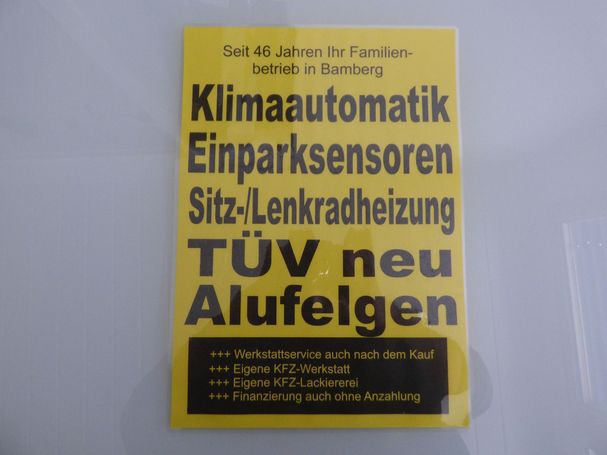 Seit 46 Jahren Ihr Familien-
betrieb in Bamberg
Klimaautomatik
Einparksensoren
Sitz-/Lenkradheizung
TÜV neu
Alufelgen
+++ Werkstattservice auch nach dem Kauf
+++ Eigene KFZ-Werkstatt
+++ Eigene KFZ-Lackiererei
+++ Finanzierung auch ohne Anzahlung